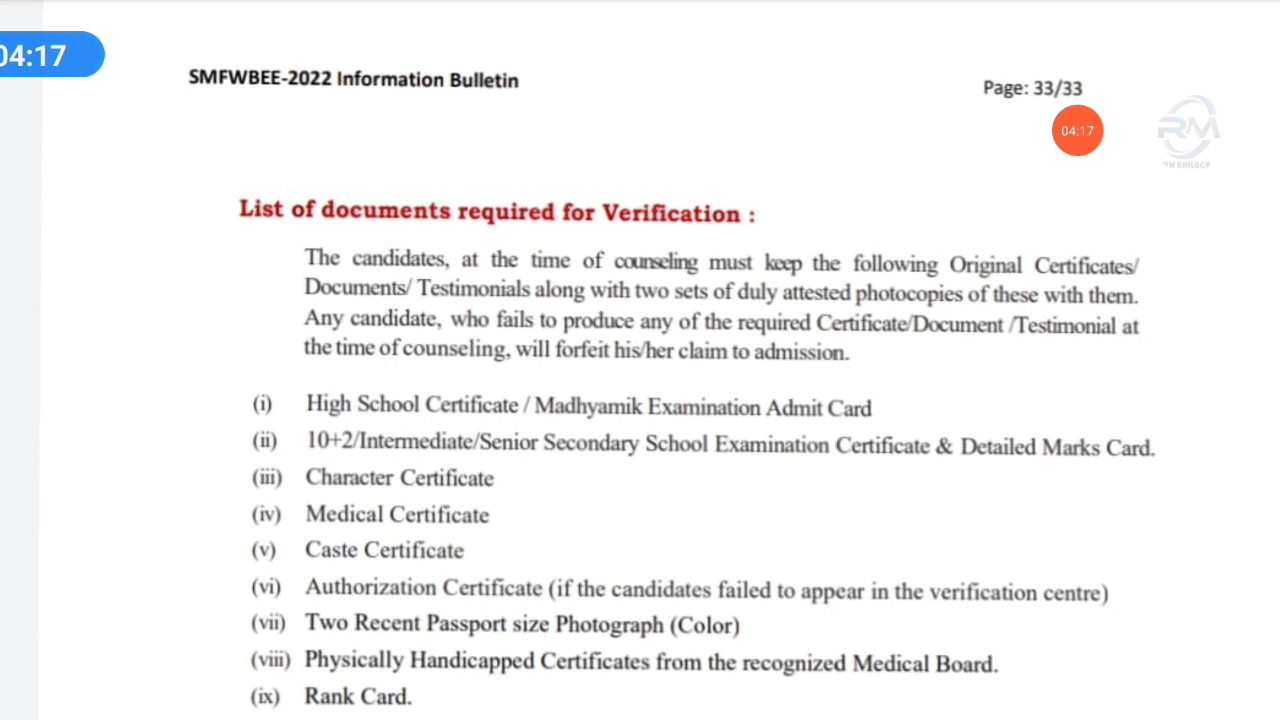 04:17
SMFWBEE-2022 Information Bulletin
Page: 33/33
04:17
RM
RM BIOLOGY
List of documents required for Verification :
The candidates, at the time of counseling must keep the following Original Certificates/
Documents/ Testimonials along with two sets of duly attested photocopies of these with them.
Any candidate, who fails to produce any of the required Certificate/Document /Testimonial at
the time of counseling, will forfeit his/her claim to admission.
(i) High School Certificate / Madhyamik Examination Admit Card
(ii) 10+2/Intermediate/Senior Secondary School Examination Certificate & Detailed Marks Card.
(iii) Character Certificate
(iv) Medical Certificate
(v) Caste Certificate
(vi) Authorization Certificate (if the candidates failed to appear in the verification centre)
(vii) Two Recent Passport size Photograph (Color)
(viii) Physically Handicapped Certificates from the recognized Medical Board.
(ix) Rank Card.